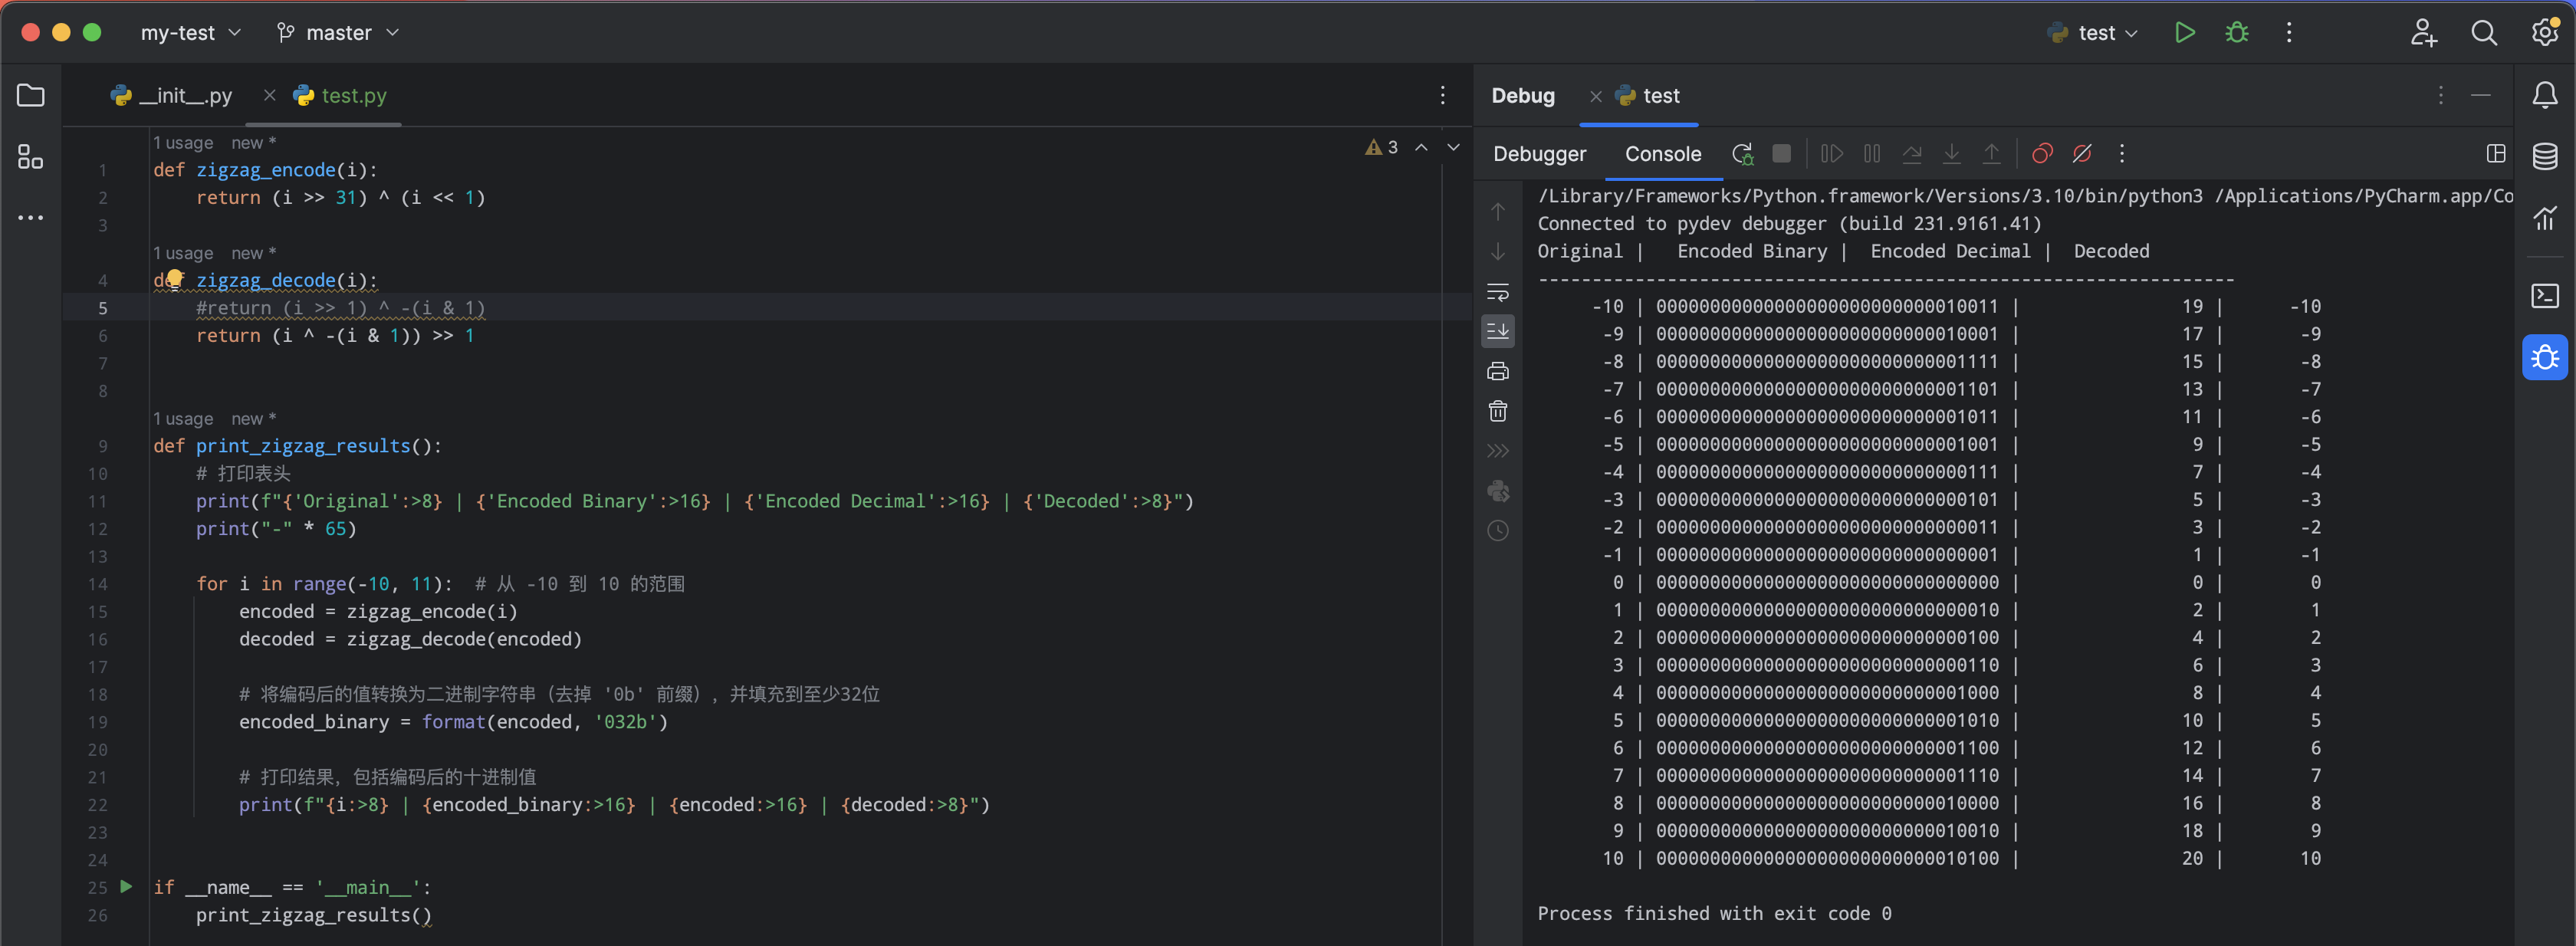 my-test
master
test
__init__.py
test.py
1 usage new *
3
1 def zigzag_encode(i):
2 return (i >> 31) ^ (i << 1)
3
1 usage new *
4 def zigzag_decode(i):
5 #return (i >> 1) ^ -(i & 1)
6 return (i ^ -(i & 1)) >> 1
7
8
1 usage new *
9 def print_zigzag_results():
10 # 打印表头
11 print(f"{'Original':>8} | {'Encoded Binary':>16} | {'Encoded Decimal':>16} | {'Decoded':>8}")
12 print("-" * 65)
13
14 for i in range(-10, 11): # 从 -10 到 10 的范围
15 encoded = zigzag_encode(i)
16 decoded = zigzag_decode(encoded)
17
18 # 将编码后的值转换为二进制字符串（去掉 '0b' 前缀），并填充到至少32位
19 encoded_binary = format(encoded, '032b')
20
21 # 打印结果，包括编码后的十进制值
22 print(f"{i:>8} | {encoded_binary:>16} | {encoded:>16} | {decoded:>8}")
23
24
25 if __name__ == '__main__':
26 print_zigzag_results()
Debug
test
Debugger
Console
/Library/Frameworks/Python.framework/Versions/3.10/bin/python3 /Applications/PyCharm.app/Co
Connected to pydev debugger (build 231.9161.41)
Original | Encoded Binary | Encoded Decimal | Decoded
-----------------------------------------------------------------
-10 | 00000000000000000000000000010011 | 19 | -10
-9 | 00000000000000000000000000010001 | 17 | -9
-8 | 00000000000000000000000000001111 | 15 | -8
-7 | 00000000000000000000000000001101 | 13 | -7
-6 | 00000000000000000000000000001011 | 11 | -6
-5 | 00000000000000000000000000001001 | 9 | -5
-4 | 00000000000000000000000000000111 | 7 | -4
-3 | 00000000000000000000000000000101 | 5 | -3
-2 | 00000000000000000000000000000011 | 3 | -2
-1 | 00000000000000000000000000000001 | 1 | -1
0 | 00000000000000000000000000000000 | 0 | 0
1 | 00000000000000000000000000000010 | 2 | 1
2 | 00000000000000000000000000000100 | 4 | 2
3 | 00000000000000000000000000000110 | 6 | 3
4 | 00000000000000000000000000001000 | 8 | 4
5 | 00000000000000000000000000001010 | 10 | 5
6 | 00000000000000000000000000001100 | 12 | 6
7 | 00000000000000000000000000001110 | 14 | 7
8 | 00000000000000000000000000010000 | 16 | 8
9 | 00000000000000000000000000010010 | 18 | 9
10 | 00000000000000000000000000010100 | 20 | 10
Process finished with exit code 0